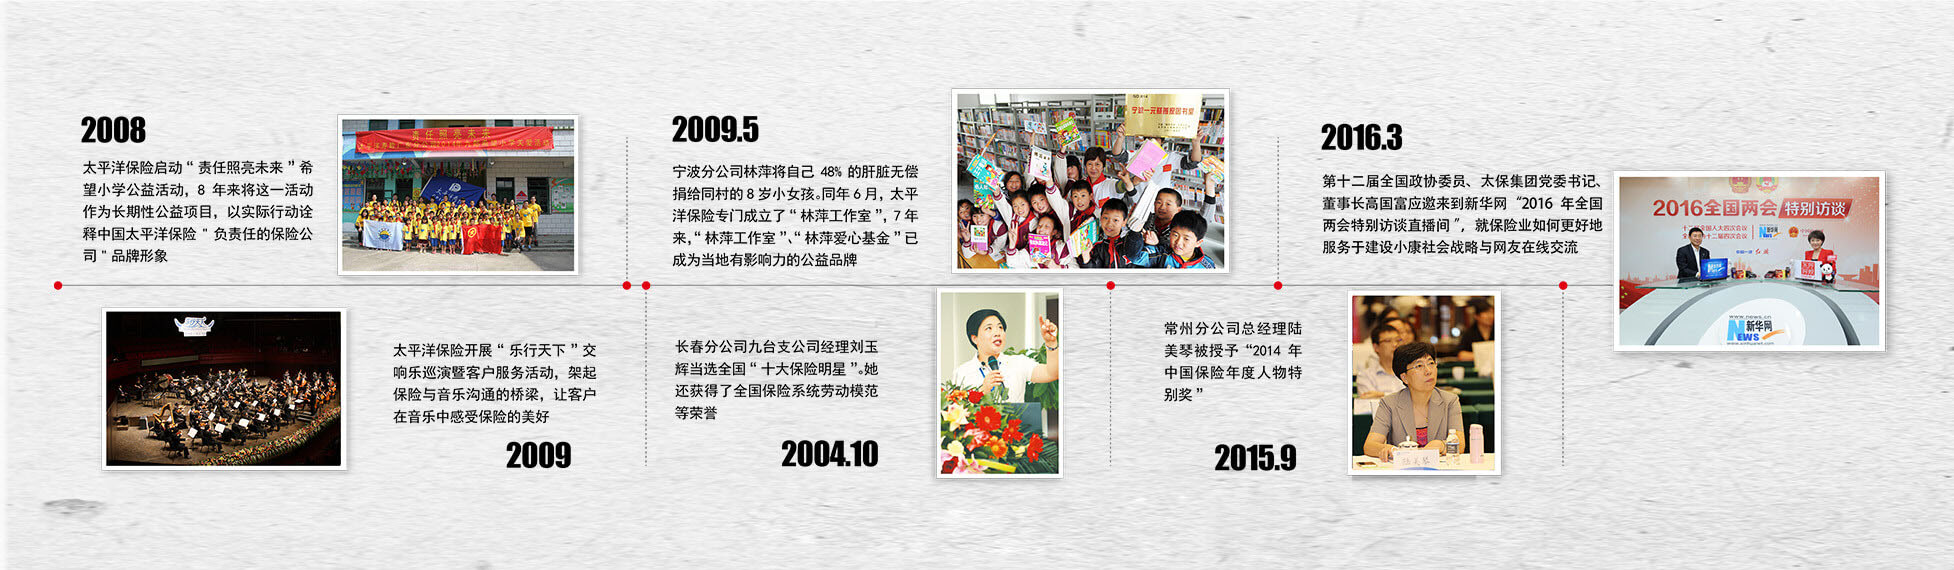 2008
太平洋保险启动“责任照亮未来”希
望小学公益活动，8 年来将这一活动
作为长期性公益项目，以实际行动诠
释中国太平洋保险＂负责任的保险公
司＂品牌形象
责任照亮未来
2009.5
宁波分公司林萍将自己 48% 的肝脏无偿
捐给同村的 8 岁小女孩。同年 6 月，太平
洋保险专门成立了“林萍工作室”，7 年
来，“林萍工作室”、“林萍爱心基金”已
成为当地有影响力的公益品牌
2016.3
第十二届全国政协委员、太保集团党委书记、
董事长高国富应邀来到新华网“2016 年全国
两会特别访谈直播间”，就保险业如何更好地
服务于建设小康社会战略与网友在线交流
2016全国两会 特别访谈
新华网
NEWS
www.news.cn
www.xinhuanet.com
太平洋保险开展“乐行天下”交
响乐巡演暨客户服务活动，架起
保险与音乐沟通的桥梁，让客户
在音乐中感受保险的美好
2009
长春分公司九台支公司经理刘玉
辉当选全国“十大保险明星”。她
还获得了全国保险系统劳动模范
等荣誉
2004.10
常州分公司总经理陆
美琴被授予“2014 年
中国保险年度人物特
别奖”
2015.9
陆美琴